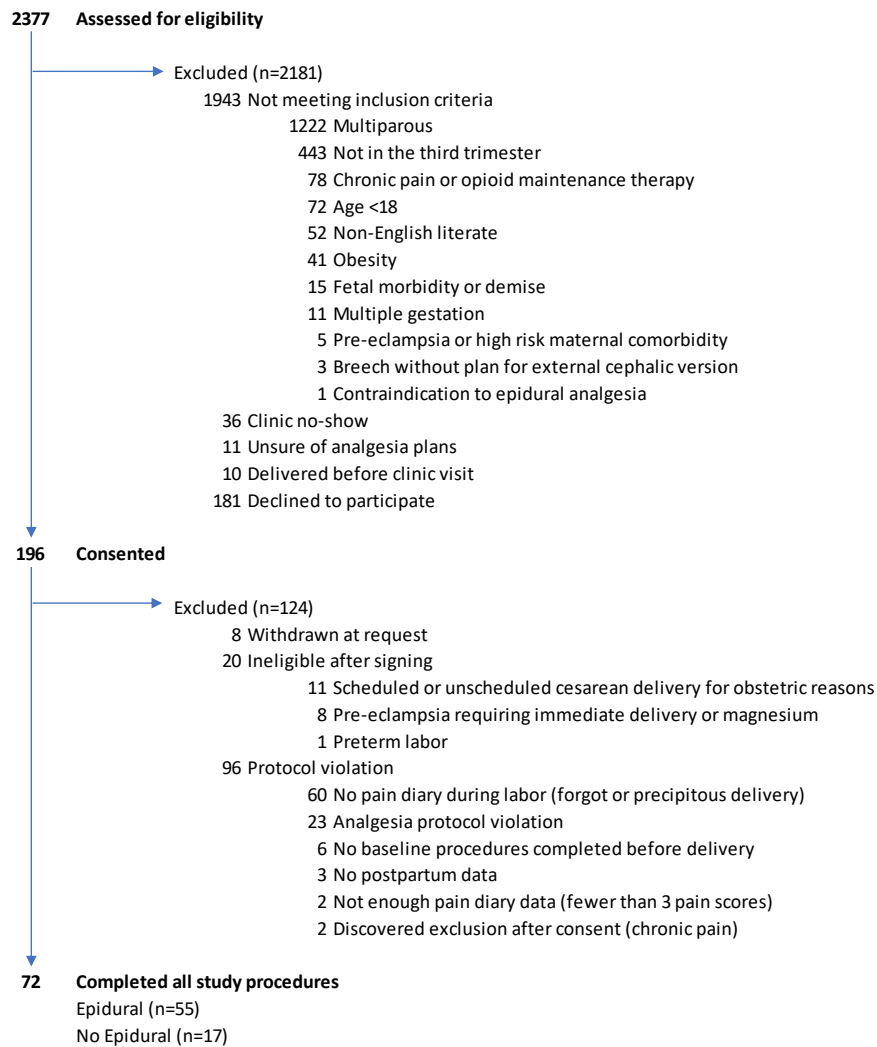 2377 Assessed for eligibility
Excluded (n=2181)
1943 Not meeting inclusion criteria
1222 Multiparous
443 Not in the third trimester
78 Chronic pain or opioid maintenance therapy
72 Age <18
52 Non-English literate
41 Obesity
15 Fetal morbidity or demise
11 Multiple gestation
5 Pre-eclampsia or high risk maternal comorbidity
3 Breech without plan for external cephalic version
1 Contraindication to epidural analgesia
36 Clinic no-show
11 Unsure of analgesia plans
10 Delivered before clinic visit
181 Declined to participate
196 Consented
Excluded (n=124)
8 Withdrawn at request
20 Ineligible after signing
11 Scheduled or unscheduled cesarean delivery for obstetric reasons
8 Pre-eclampsia requiring immediate delivery or magnesium
1 Preterm labor
96 Protocol violation
60 No pain diary during labor (forgot or precipitous delivery)
23 Analgesia protocol violation
6 No baseline procedures completed before delivery
3 No postpartum data
2 Not enough pain diary data (fewer than 3 pain scores)
2 Discovered exclusion after consent (chronic pain)
72 Completed all study procedures
Epidural (n=55)
No Epidural (n=17)